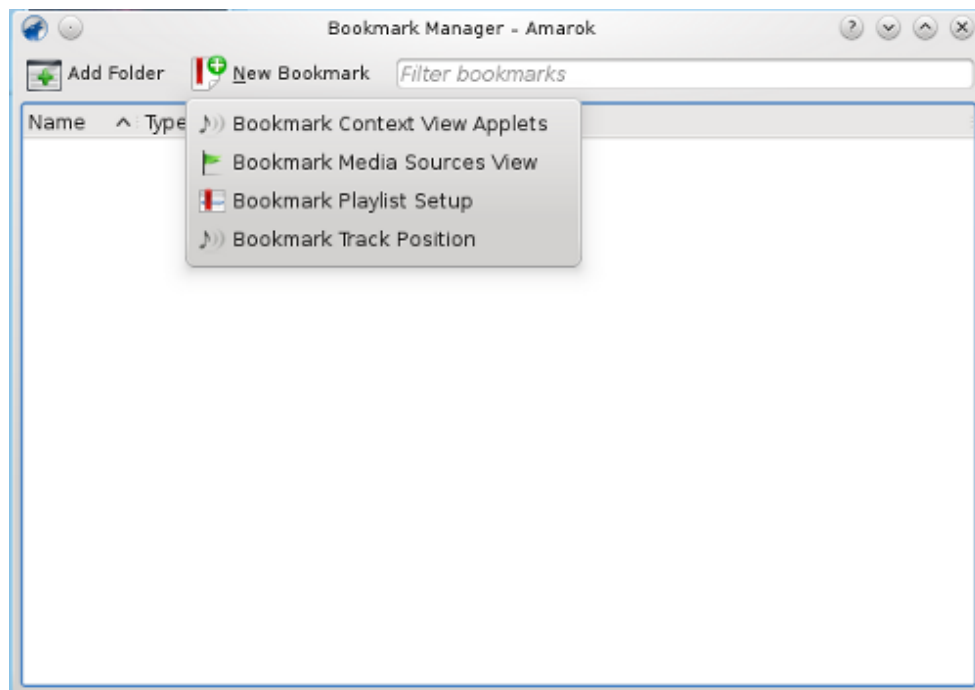 Bookmark Manager – Amarok
Add Folder New Bookmark Filter bookmarks
Name Type
Bookmark Context View Applets
Bookmark Media Sources View
Bookmark Playlist Setup
Bookmark Track Position